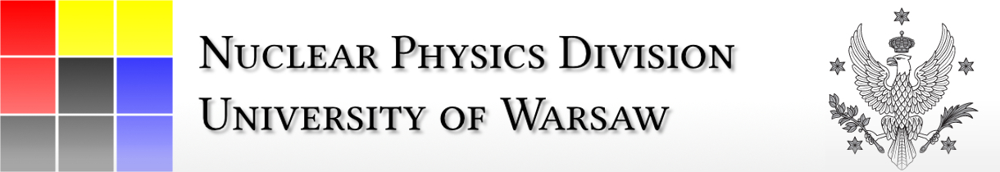 Nuclear Physics Division
University of Warsaw